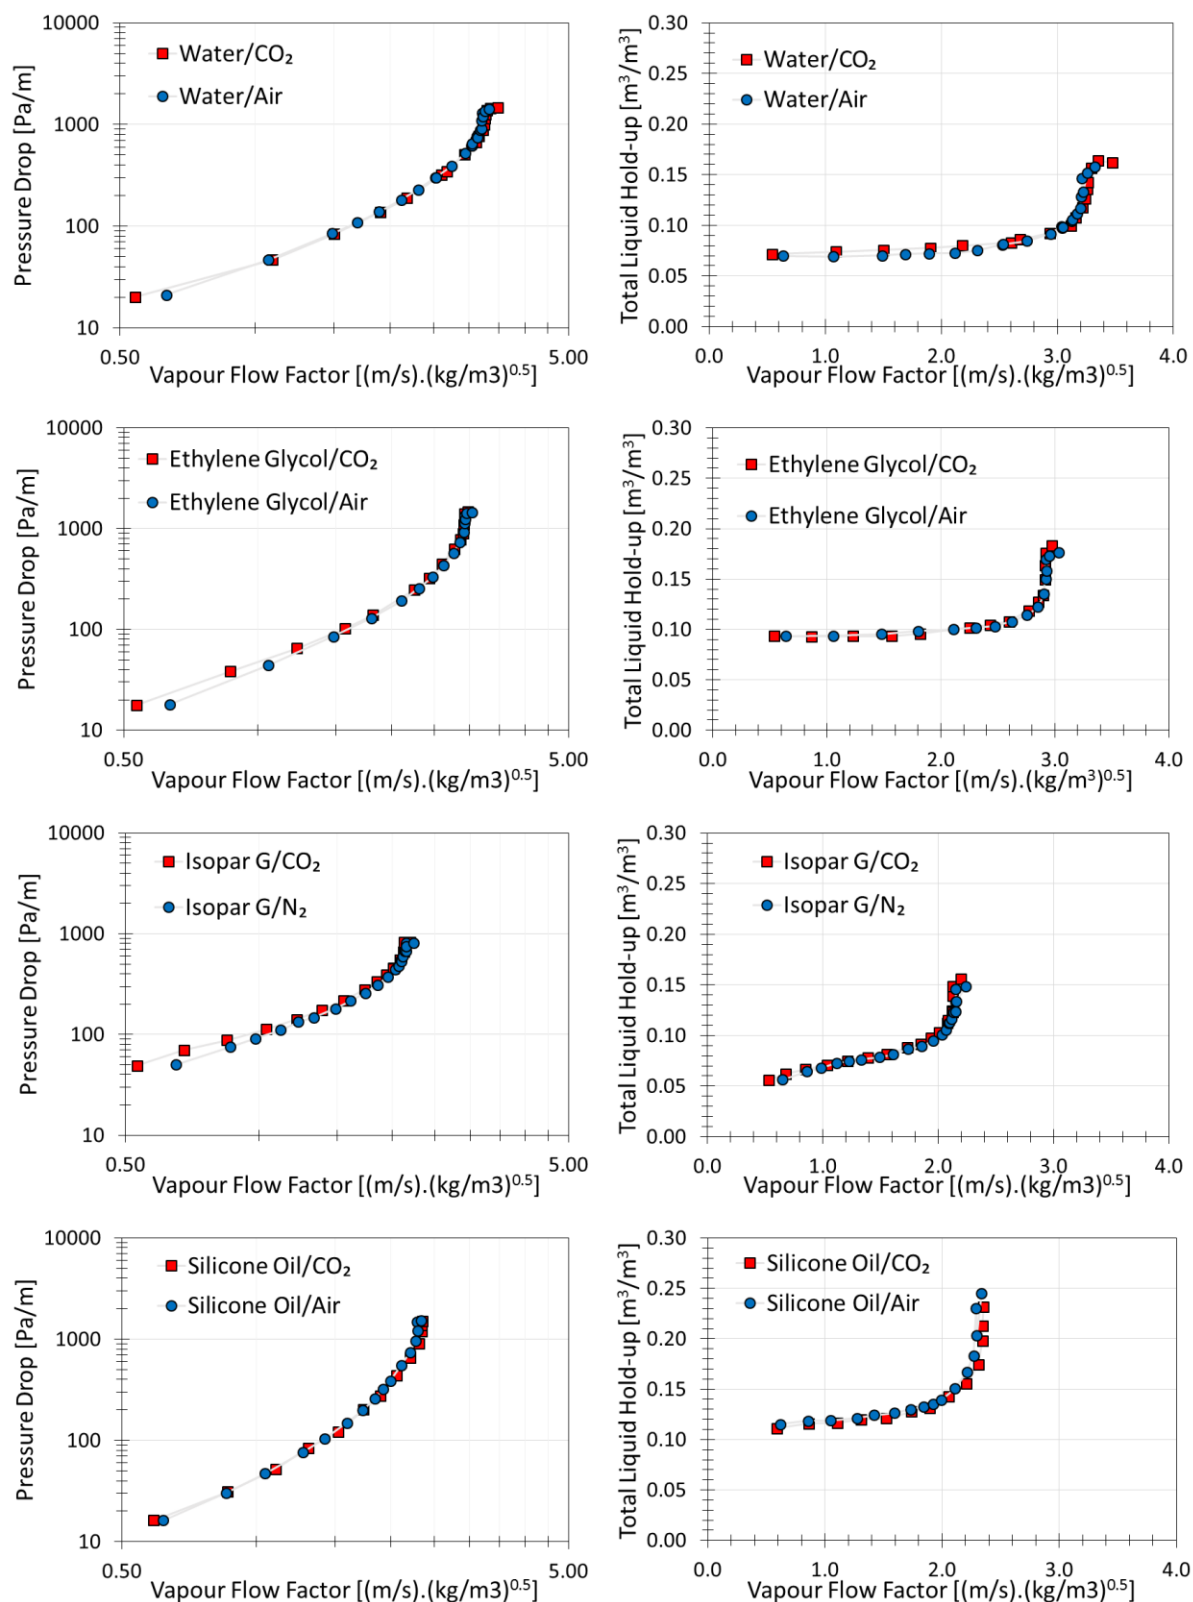 10000
1000
100
10
Pressure Drop [Pa/m]
Water/CO₂
Water/Air
0.50
5.00
Vapour Flow Factor [(m/s).(kg/m3)^0.5]
0.30
0.25
0.20
0.15
0.10
0.05
0.00
Total Liquid Hold-up [m³/m³]
Water/CO₂
Water/Air
0.0
1.0
2.0
3.0
4.0
Vapour Flow Factor [(m/s).(kg/m3)^0.5]
10000
1000
100
10
Pressure Drop [Pa/m]
Ethylene Glycol/CO₂
Ethylene Glycol/Air
0.50
5.00
Vapour Flow Factor [(m/s).(kg/m3)^0.5]
0.30
0.25
0.20
0.15
0.10
0.05
0.00
Total Liquid Hold-up [m³/m³]
Ethylene Glycol/CO₂
Ethylene Glycol/Air
0.0
1.0
2.0
3.0
4.0
Vapour Flow Factor [(m/s).(kg/m³)^0.5]
10000
1000
100
10
Pressure Drop [Pa/m]
Isopar G/CO₂
Isopar G/N₂
0.50
5.00
Vapour Flow Factor [(m/s).(kg/m3)^0.5]
0.30
0.25
0.20
0.15
0.10
0.05
0.00
Total Liquid Hold-up [m³/m³]
Isopar G/CO₂
Isopar G/N₂
0.0
1.0
2.0
3.0
4.0
Vapour Flow Factor [(m/s).(kg/m3)^0.5]
10000
1000
100
10
Pressure Drop [Pa/m]
Silicone Oil/CO₂
Silicone Oil/Air
0.50
5.00
Vapour Flow Factor [(m/s).(kg/m3)^0.5]
0.30
0.25
0.20
0.15
0.10
0.05
0.00
Total Liquid Hold-up [m³/m³]
Silicone Oil/CO₂
Silicone Oil/Air
0.0
1.0
2.0
3.0
4.0
Vapour Flow Factor [(m/s).(kg/m3)^0.5]